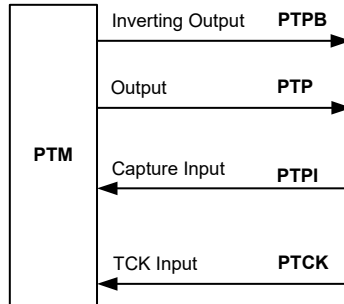 Inverting Output PTPB
Output PTP
PTM
Capture Input PTPI
TCK Input PTCK